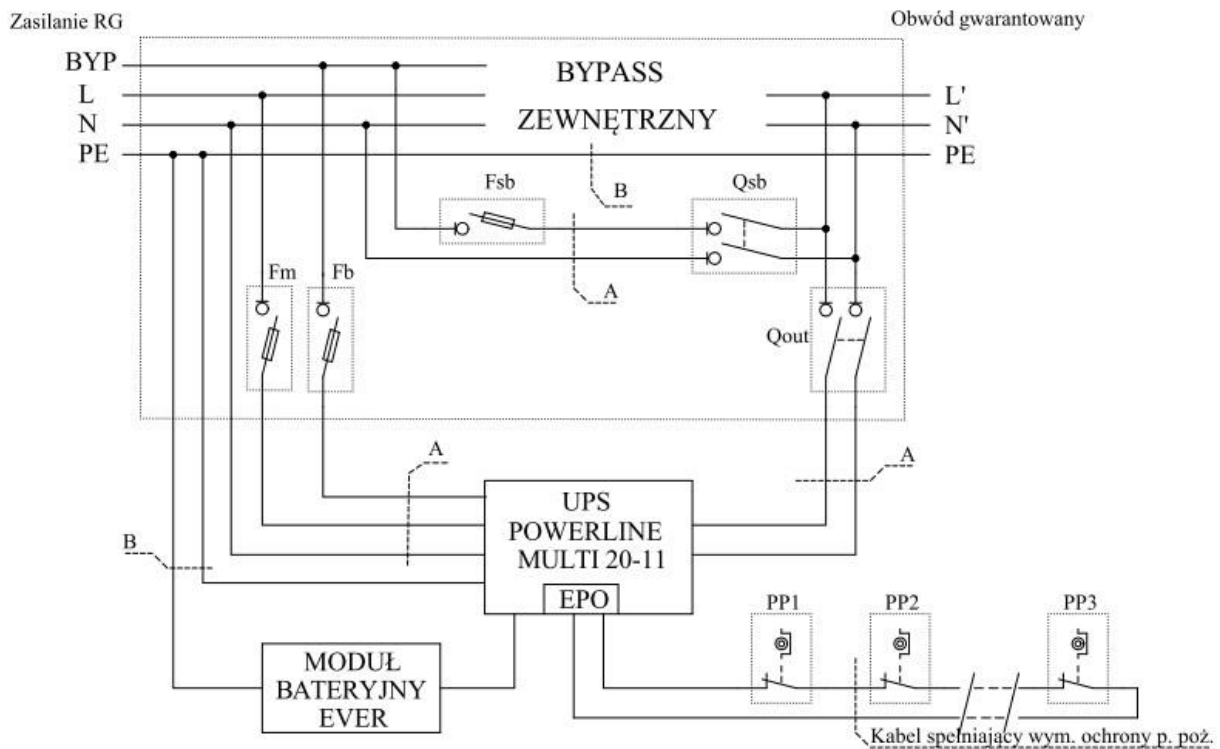 Zasilanie RG
Obwód gwarantowany
BYP
BYPASS
L
L'
N
ZEWNĘTRZNY
N'
PE
PE
Fsb
B
Qsb
Fm
Fb
A
Qout
A
A
UPS
POWERLINE
MULTI 20-11
B
EPO
PP1
PP2
PP3
MODUŁ
BATERYJNY
EVER
Kabel spełniający wym. ochrony p. poż.